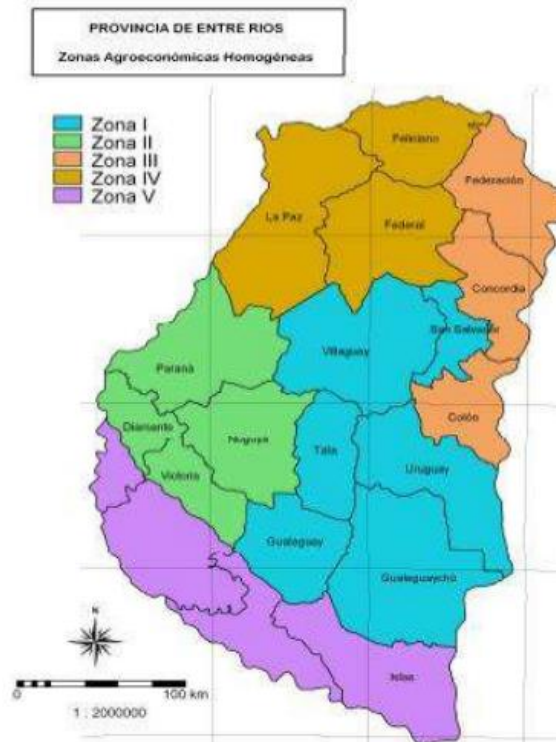 PROVINCIA DE ENTRE RIOS
Zonas Agroeconómicas Homogéneas
Zona I
Zona II
Zona III
Zona IV
Zona V
Feliciano
Federación
La Paz
Federal
Concordia
San Salvador
Villaguay
Paraná
Colón
Diamante
Nogoyá
Tala
Uruguay
Victoria
Gualeguay
Gualeguaychú
Islas
N
0 100 km
1 : 2000000